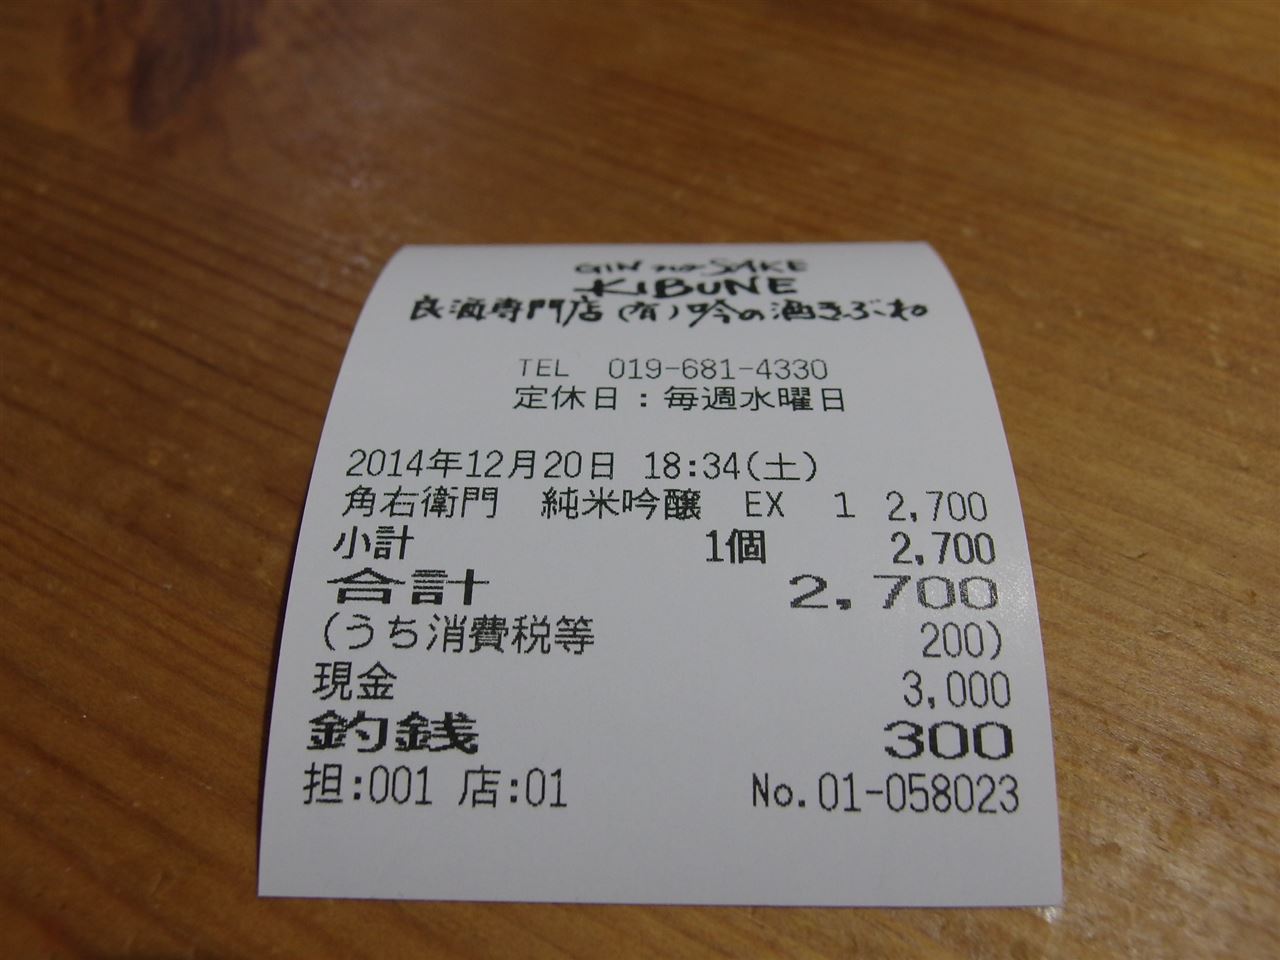 GIN no SAKE
KIBUNE
良酒専門店(有)吟の酒きぶね
TEL 019-681-4330
定休日:毎週水曜日
2014年12月20日 18:34(土)
角右衛門 純米吟醸 EX 1 2,700
小計 1個 2,700
合計 2,700
(うち消費税等 200)
現金 3,000
釣銭 300
担:001 店:01 No.01-058023